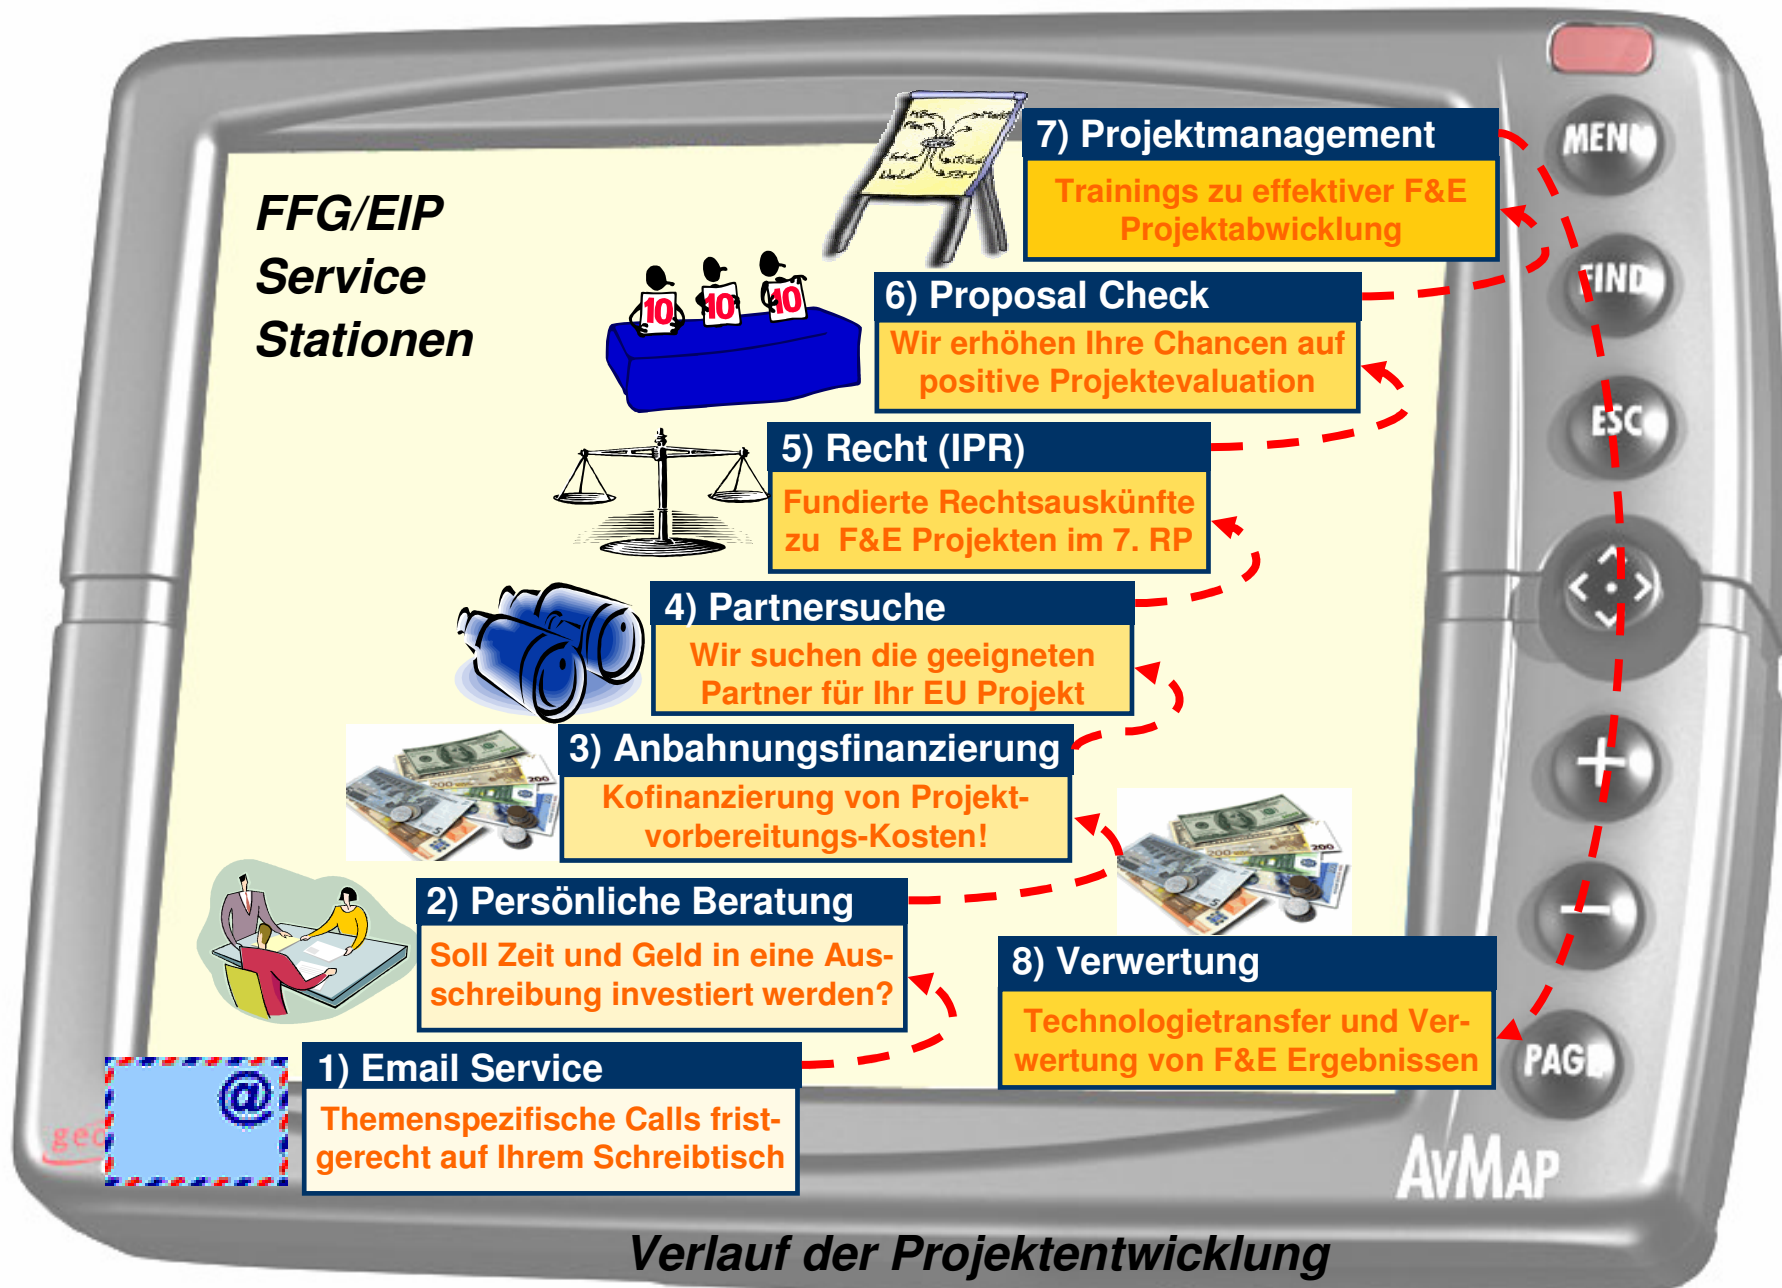 FFG/EIP
Service
Stationen
7) Projektmanagement
Trainings zu effektiver F&E
Projektabwicklung
6) Proposal Check
Wir erhöhen Ihre Chancen auf
positive Projektevaluation
10 10 10
5) Recht (IPR)
Fundierte Rechtsauskünfte
zu F&E Projekten im 7. RP
4) Partnersuche
Wir suchen die geeigneten
Partner für Ihr EU Projekt
3) Anbahnungsfinanzierung
Kofinanzierung von Projekt-
vorbereitungs-Kosten!
2) Persönliche Beratung
Soll Zeit und Geld in eine Aus-
schreibung investiert werden?
1) Email Service
Themenspezifische Calls frist-
gerecht auf Ihrem Schreibtisch
@
8) Verwertung
Technologietransfer und Ver-
wertung von F&E Ergebnissen
MENU
FIND
ESC
+
−
PAGE
AvMap
Verlauf der Projektentwicklung